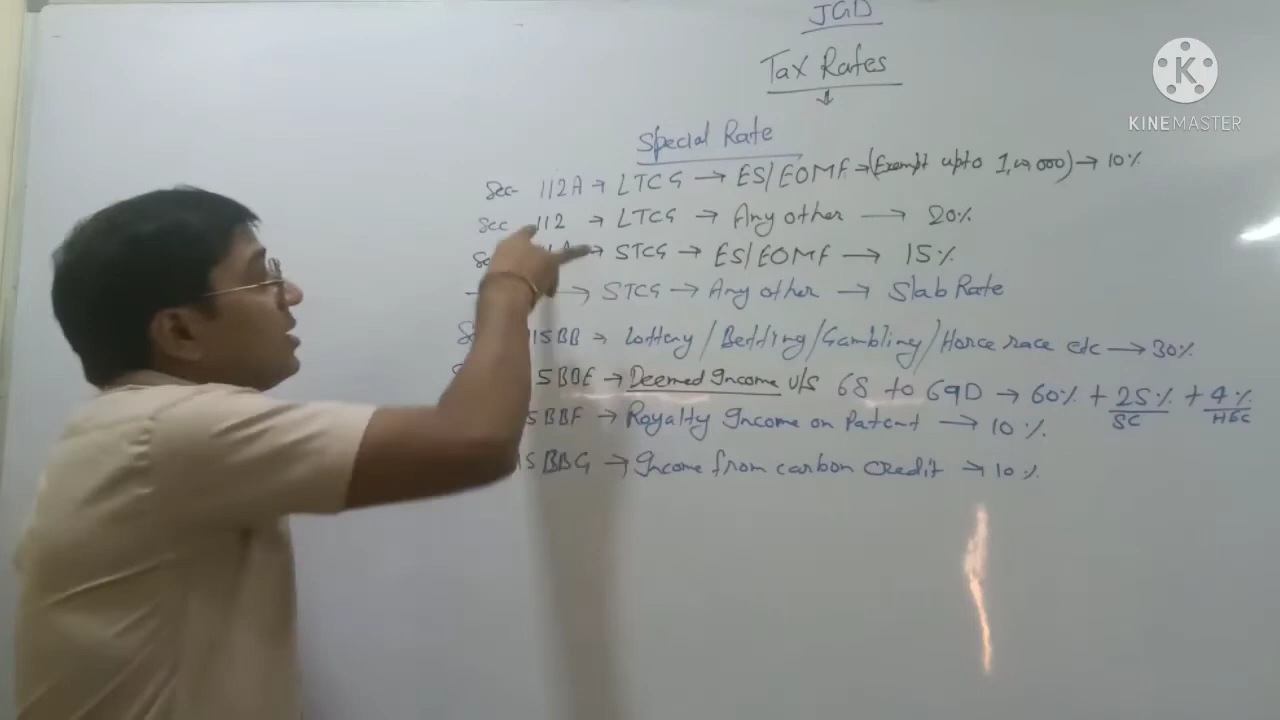 JGD
Tax Rates
KINEMASTER
Special Rate
Sec- 112A → LTCG → ES/EOMF → (Exempt upto 1,00,000) → 10%
Sec 112 → LTCG → Any other → 20%
→ STCG → ES/EOMF → 15%
→ STCG → Any other → Slab Rate
115BB → Lottery/Betting/Gambling/Horce race etc → 30%
5BBE → Deemed Income u/s 68 to 69D → 60% + 25% + 4%
SC HEC
5BBF → Royalty Income on Patent → 10%
15BBG → Income from carbon credit → 10%